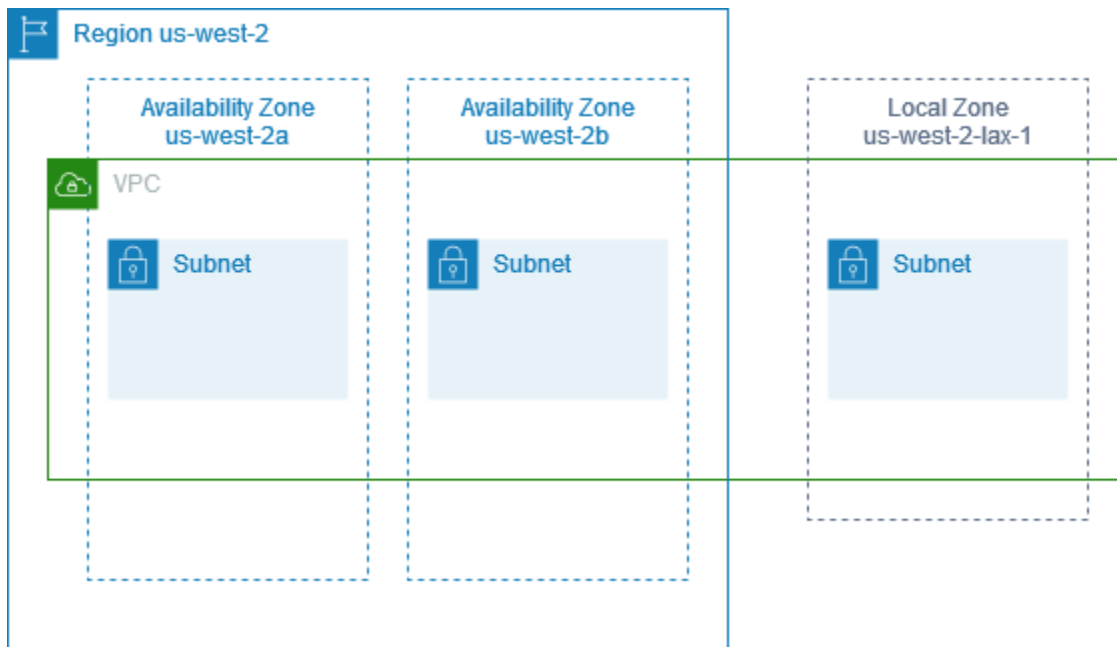 Region us-west-2
Availability Zone
us-west-2a
Availability Zone
us-west-2b
Local Zone
us-west-2-lax-1
VPC
Subnet
Subnet
Subnet